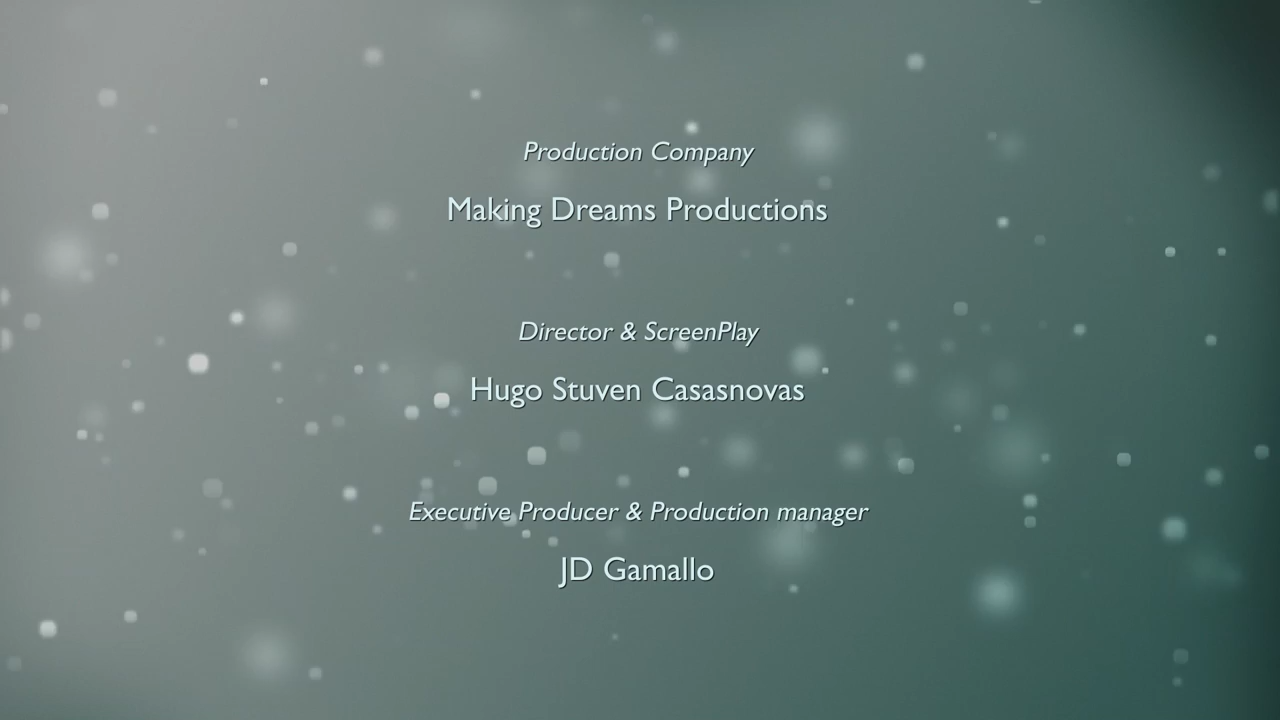 Production Company
Making Dreams Productions
Director & ScreenPlay
Hugo Stuven Casasnovas
Executive Producer & Production manager
JD Gamallo